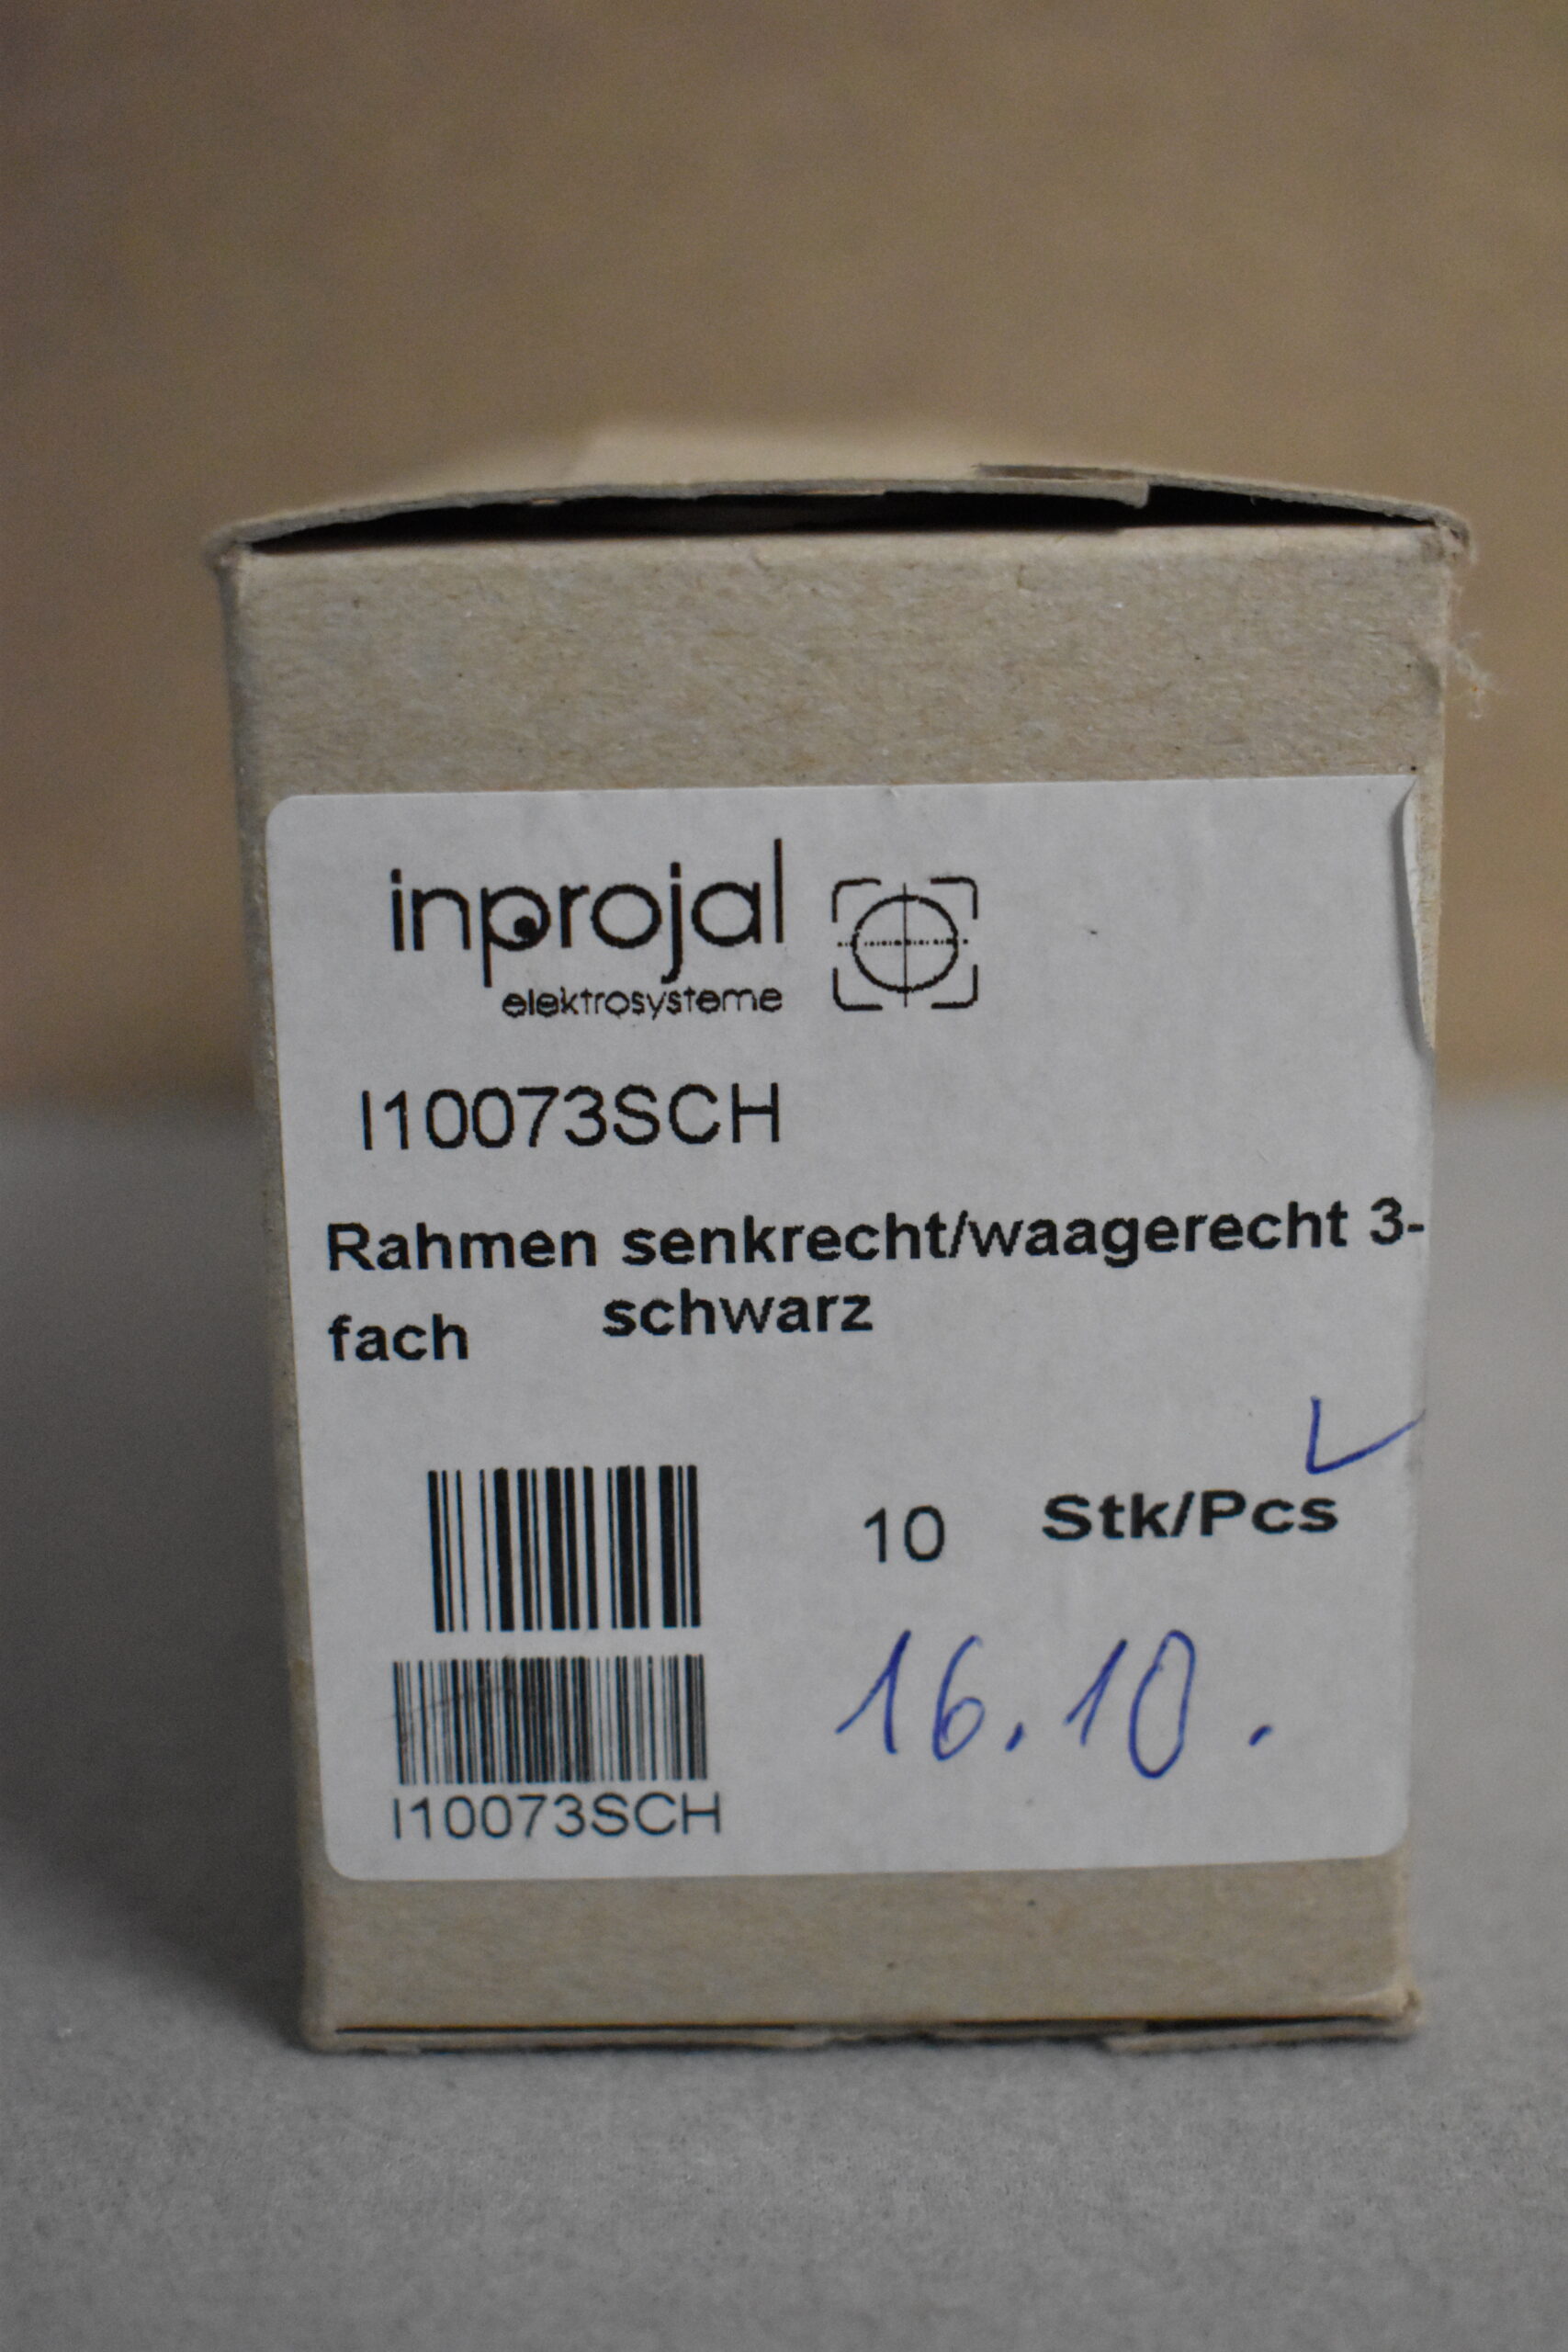 inprojal
elektrosysteme
I10073SCH
Rahmen senkrecht/waagerecht 3-
fach schwarz
10 Stk/Pcs
16.10.
I10073SCH